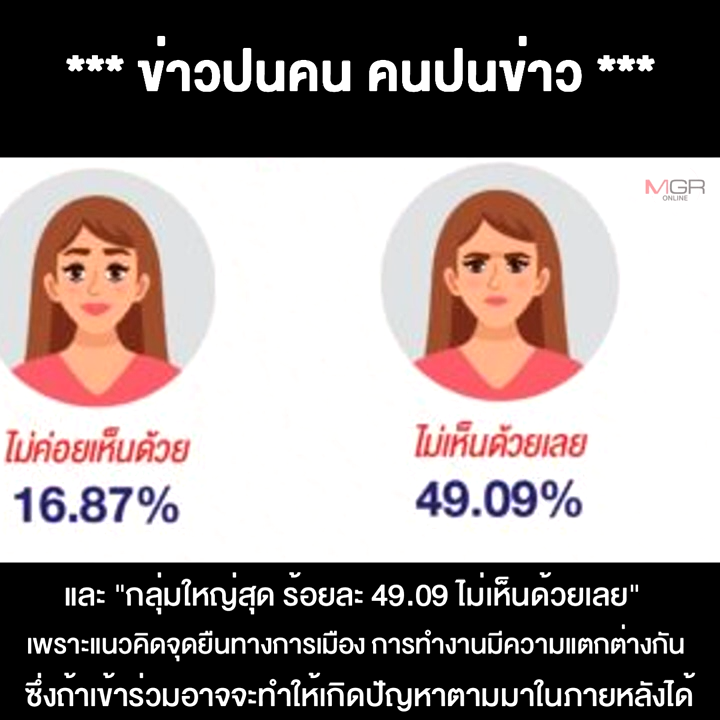 *** ข่าวปนคน คนปนข่าว ***
MGR
ONLINE
ไม่ค่อยเห็นด้วย
16.87%
ไม่เห็นด้วยเลย
49.09%
และ "กลุ่มใหญ่สุด ร้อยละ 49.09 ไม่เห็นด้วยเลย"
เพราะแนวคิดจุดยืนทางการเมือง การทำงานมีความแตกต่างกัน
ซึ่งถ้าเข้าร่วมอาจจะทำให้เกิดปัญหาตามมาในภายหลังได้